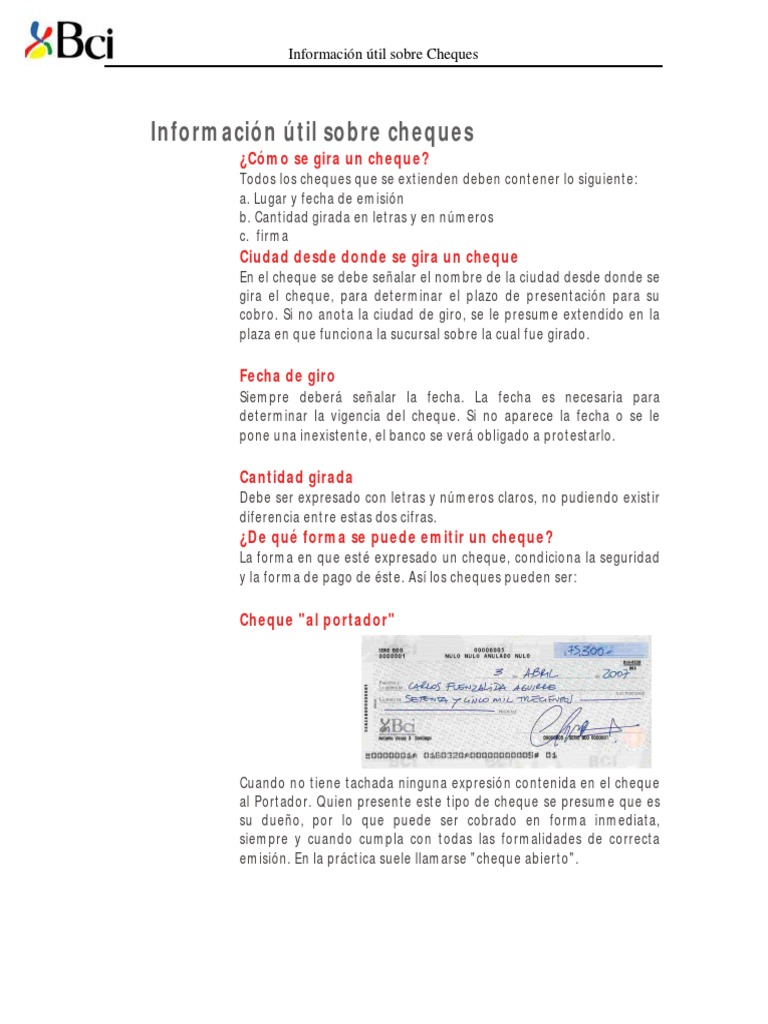 Bci
Información útil sobre Cheques
Información útil sobre cheques
¿Cómo se gira un cheque?
Todos los cheques que se extienden deben contener lo siguiente:
a. Lugar y fecha de emisión
b. Cantidad girada en letras y en números
c. firma
Ciudad desde donde se gira un cheque
En el cheque se debe señalar el nombre de la ciudad desde donde se
gira el cheque, para determinar el plazo de presentación para su
cobro. Si no anota la ciudad de giro, se le presume extendido en la
plaza en que funciona la sucursal sobre la cual fue girado.
Fecha de giro
Siempre deberá señalar la fecha. La fecha es necesaria para
determinar la vigencia del cheque. Si no aparece la fecha o se le
pone una inexistente, el banco se verá obligado a protestarlo.
Cantidad girada
Debe ser expresado con letras y números claros, no pudiendo existir
diferencia entre estas dos cifras.
¿De qué forma se puede emitir un cheque?
La forma en que esté expresado un cheque, condiciona la seguridad
y la forma de pago de éste. Así los cheques pueden ser:
Cheque "al portador"
0000001
NULO NULO ANULADO NULO
75,300
3 ABRIL 2007
CARLOS FUENZALIDA AGUIRRE
SETENTA Y CINCO MIL TRECIENTOS
Bci
Cuando no tiene tachada ninguna expresión contenida en el cheque
al Portador. Quien presente este tipo de cheque se presume que es
su dueño, por lo que puede ser cobrado en forma inmediata,
siempre y cuando cumpla con todas las formalidades de correcta
emisión. En la práctica suele llamarse "cheque abierto".